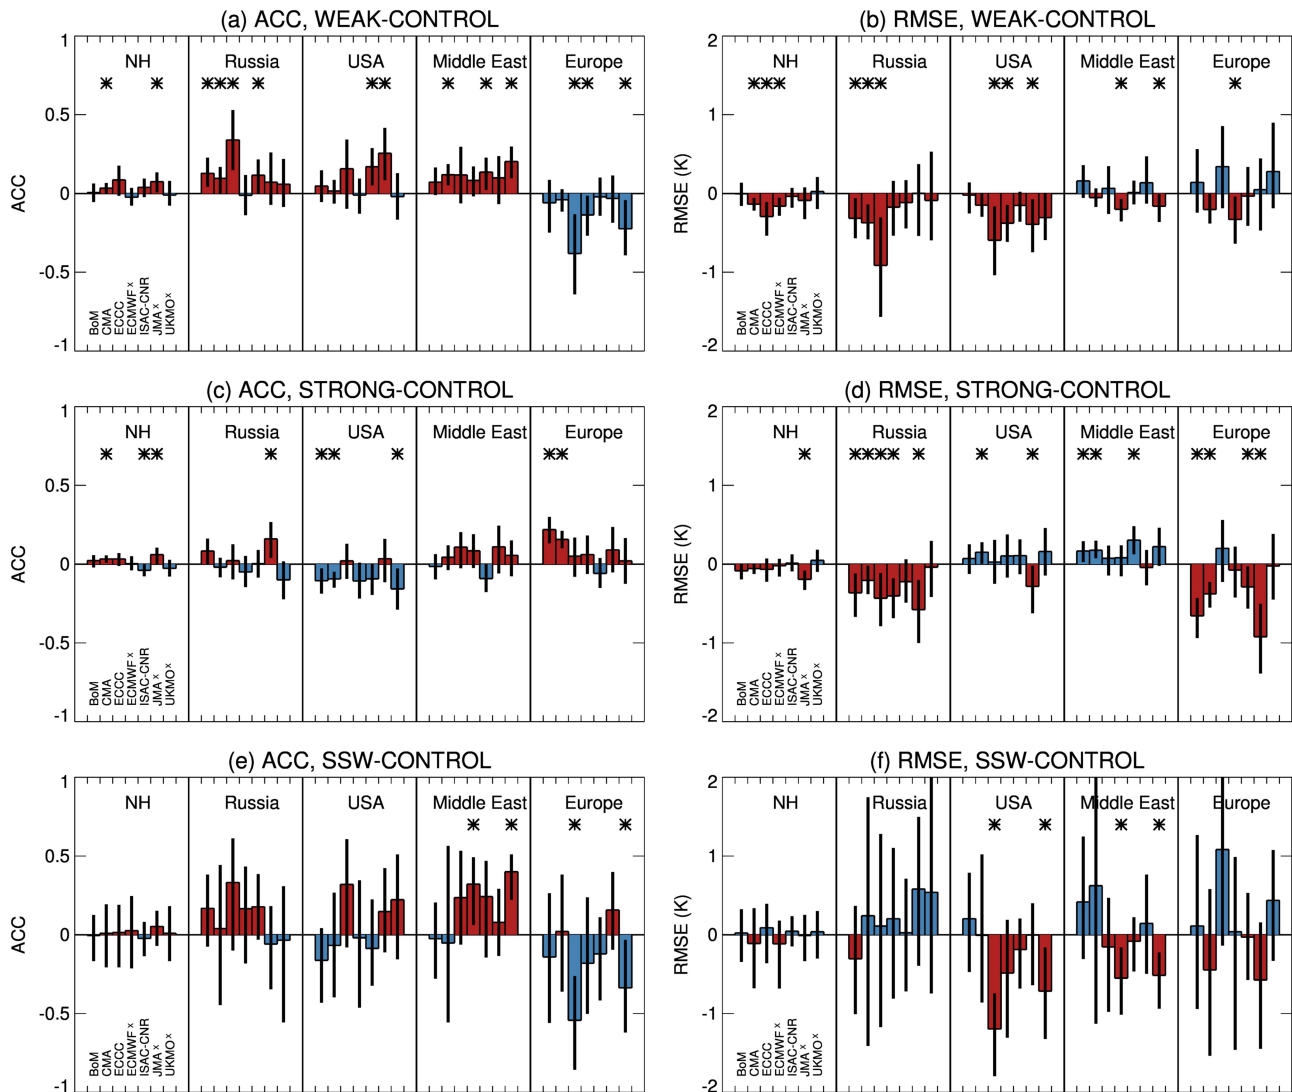 (a) ACC, WEAK-CONTROL
1
0.5
0
-0.5
-1
ACC
NH
Russia
USA
Middle East
Europe
* *
* * * *
* *
* * *
* * *
BoM
CMA
ECCC
ECMWF x
ISAC-CNR
JMA x
UKMO x
(b) RMSE, WEAK-CONTROL
2
1
0
-1
-2
RMSE (K)
NH
Russia
USA
Middle East
Europe
* * *
* * *
* * *
* *
*
BoM
CMA
ECCC
ECMWF x
ISAC-CNR
JMA x
UKMO x
(c) ACC, STRONG-CONTROL
1
0.5
0
-0.5
-1
ACC
NH
Russia
USA
Middle East
Europe
* * *
*
* * *
* *
BoM
CMA
ECCC
ECMWF x
ISAC-CNR
JMA x
UKMO x
(d) RMSE, STRONG-CONTROL
2
1
0
-1
-2
RMSE (K)
NH
Russia
USA
Middle East
Europe
*
* * * * *
* *
* * *
* * * *
BoM
CMA
ECCC
ECMWF x
ISAC-CNR
JMA x
UKMO x
(e) ACC, SSW-CONTROL
1
0.5
0
-0.5
-1
ACC
NH
Russia
USA
Middle East
Europe
* *
* *
BoM
CMA
ECCC
ECMWF x
ISAC-CNR
JMA x
UKMO x
(f) RMSE, SSW-CONTROL
2
1
0
-1
-2
RMSE (K)
NH
Russia
USA
Middle East
Europe
* *
* *
BoM
CMA
ECCC
ECMWF x
ISAC-CNR
JMA x
UKMO x